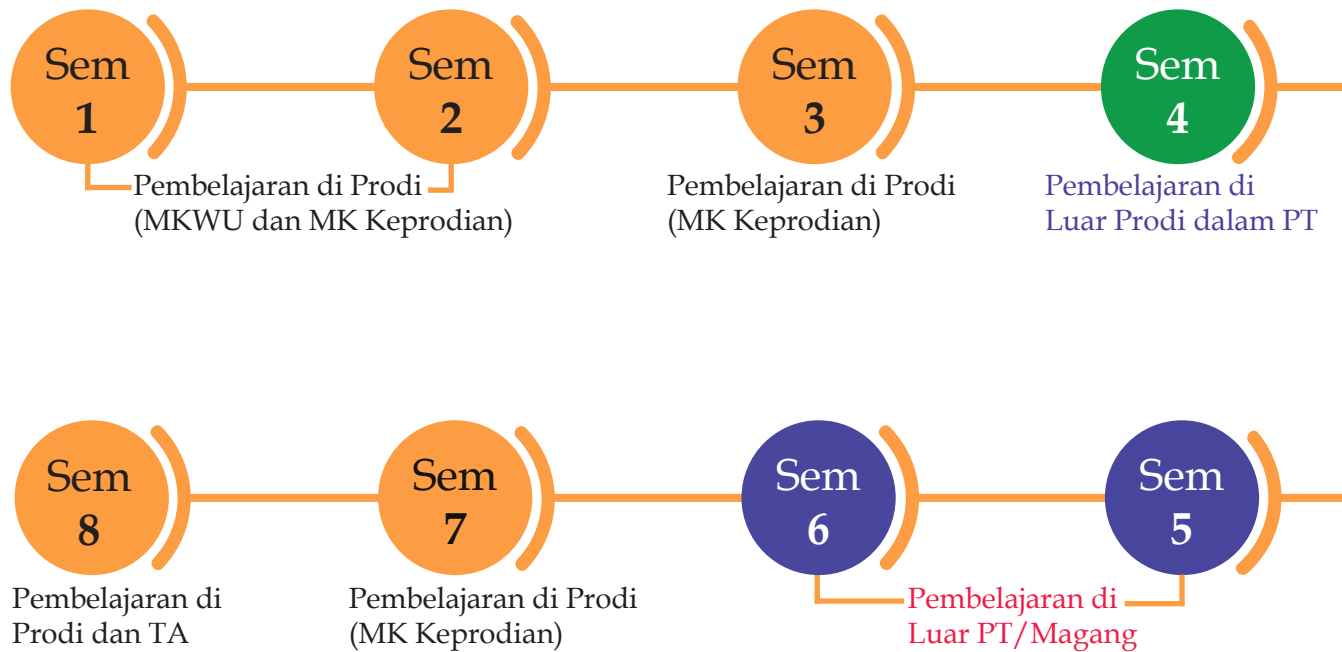 Sem
1
Sem
2
Sem
3
Sem
4
Pembelajaran di Prodi
(MKWU dan MK Keprodian)
Pembelajaran di Prodi
(MK Keprodian)
Pembelajaran di
Luar Prodi dalam PT
Sem
8
Sem
7
Sem
6
Sem
5
Pembelajaran di
Prodi dan TA
Pembelajaran di Prodi
(MK Keprodian)
Pembelajaran di
Luar PT/Magang